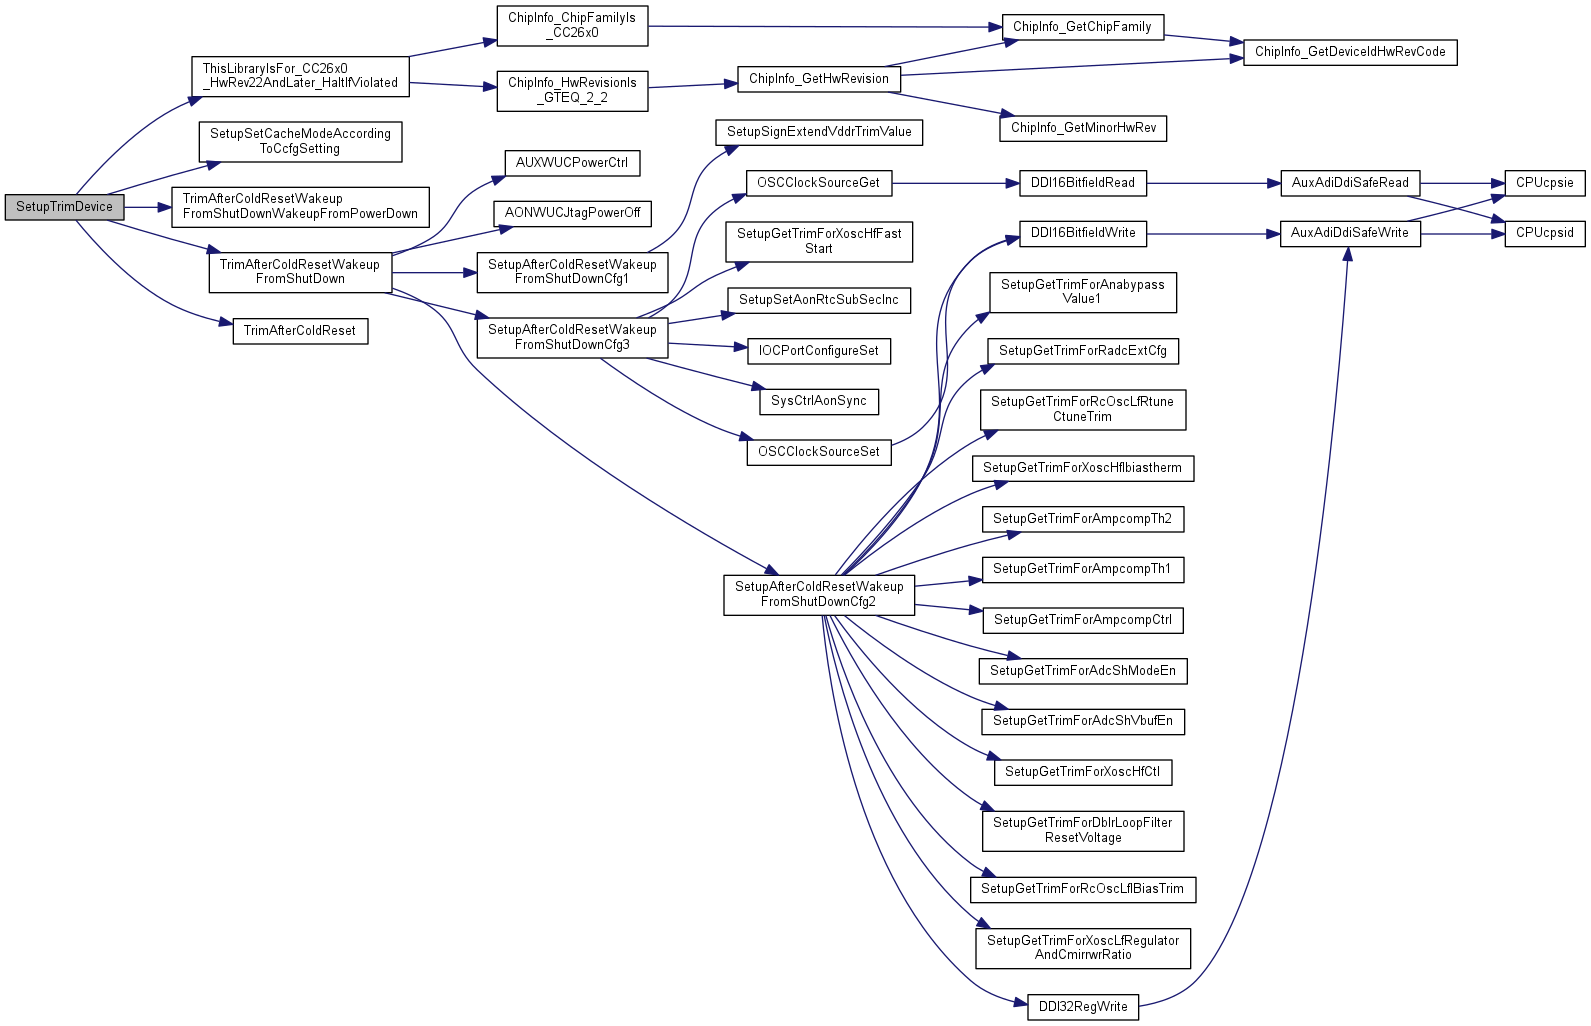 SetupTrimDevice
ThisLibraryIsFor_CC26x0
_HwRev22AndLater_HaltIfViolated
SetupSetCacheModeAccording
ToCcfgSetting
TrimAfterColdResetWakeup
FromShutDownWakeupFromPowerDown
TrimAfterColdResetWakeup
FromShutDown
TrimAfterColdReset
ChipInfo_ChipFamilyIs
_CC26x0
ChipInfo_HwRevisionIs
_GTEQ_2_2
AUXWUCPowerCtrl
AONWUCJtagPowerOff
SetupAfterColdResetWakeup
FromShutDownCfg1
SetupAfterColdResetWakeup
FromShutDownCfg3
ChipInfo_GetHwRevision
SetupSignExtendVddrTrimValue
OSCClockSourceGet
SetupGetTrimForXoscHfFast
Start
SetupSetAonRtcSubSecInc
IOCPortConfigureSet
SysCtrlAonSync
OSCClockSourceSet
SetupAfterColdResetWakeup
FromShutDownCfg2
ChipInfo_GetChipFamily
ChipInfo_GetMinorHwRev
DDI16BitfieldRead
DDI16BitfieldWrite
SetupGetTrimForAnabypass
Value1
SetupGetTrimForRadcExtCfg
SetupGetTrimForRcOscLfRtune
CtuneTrim
SetupGetTrimForXoscHfIbiastherm
SetupGetTrimForAmpcompTh2
SetupGetTrimForAmpcompTh1
SetupGetTrimForAmpcompCtrl
SetupGetTrimForAdcShModeEn
SetupGetTrimForAdcShVbufEn
SetupGetTrimForXoscHfCtl
SetupGetTrimForDblrLoopFilter
ResetVoltage
SetupGetTrimForRcOscLfIBiasTrim
SetupGetTrimForXoscLfRegulator
AndCmirrwrRatio
DDI32RegWrite
ChipInfo_GetDeviceIdHwRevCode
AuxAdiDdiSafeRead
AuxAdiDdiSafeWrite
CPUcpsie
CPUcpsid